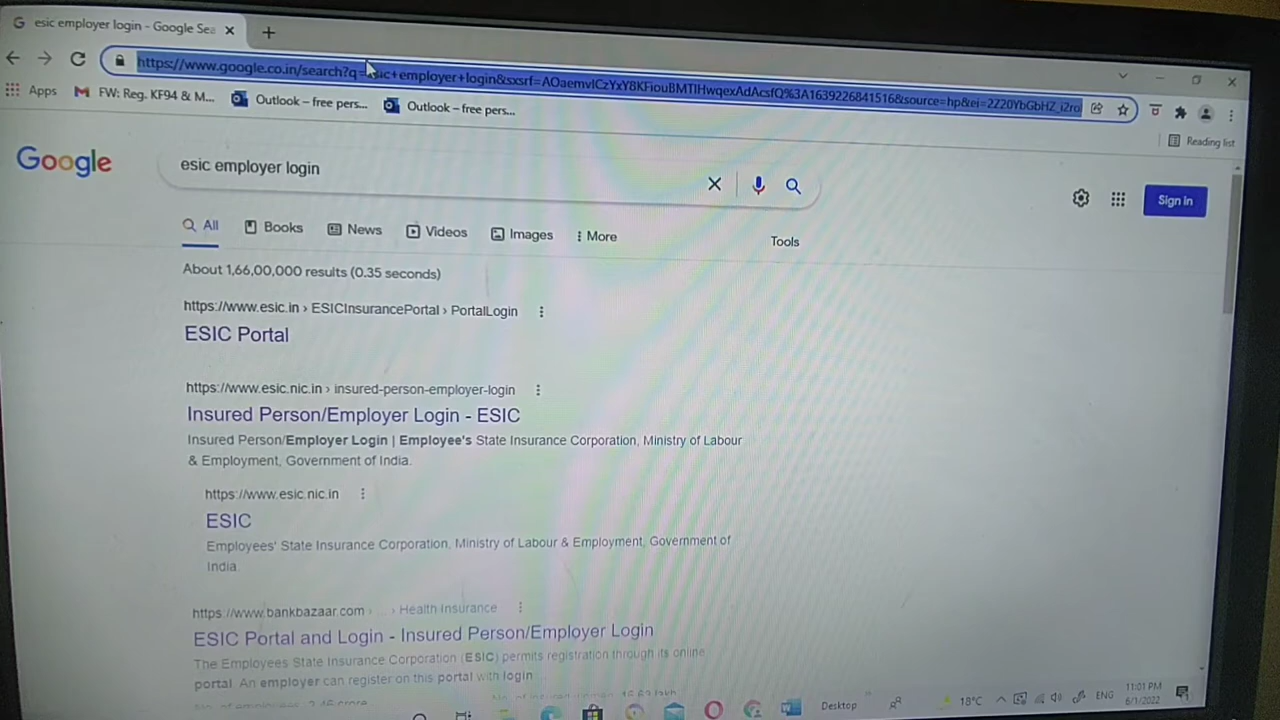 esic employer login - Google Sea
https://www.google.co.in/search?q=esic+employer+login&sxsrf=AOaemvICzYxY8KFiouBMTIHwqexAdAcsfQ%3A1639226841516&source=hp&ei=2Z20YbGbHZ_i2ro
Apps FW: Reg. KF94 & M... Outlook – free pers... Outlook – free pers...
Reading list
Google esic employer login
Sign in
All Books News Videos Images More Tools
About 1,66,00,000 results (0.35 seconds)
https://www.esic.in › ESICInsurancePortal › PortalLogin
ESIC Portal
https://www.esic.nic.in › insured-person-employer-login
Insured Person/Employer Login - ESIC
Insured Person/Employer Login | Employee's State Insurance Corporation, Ministry of Labour
& Employment, Government of India.
https://www.esic.nic.in
ESIC
Employees' State Insurance Corporation, Ministry of Labour & Employment, Government of
India.
https://www.bankbazaar.com › ... › Health Insurance
ESIC Portal and Login - Insured Person/Employer Login
The Employees State Insurance Corporation (ESIC) permits registration through its online
portal. An employer can register on this portal with login ...
Desktop 18°C ENG 11:01 PM
6/1/2022